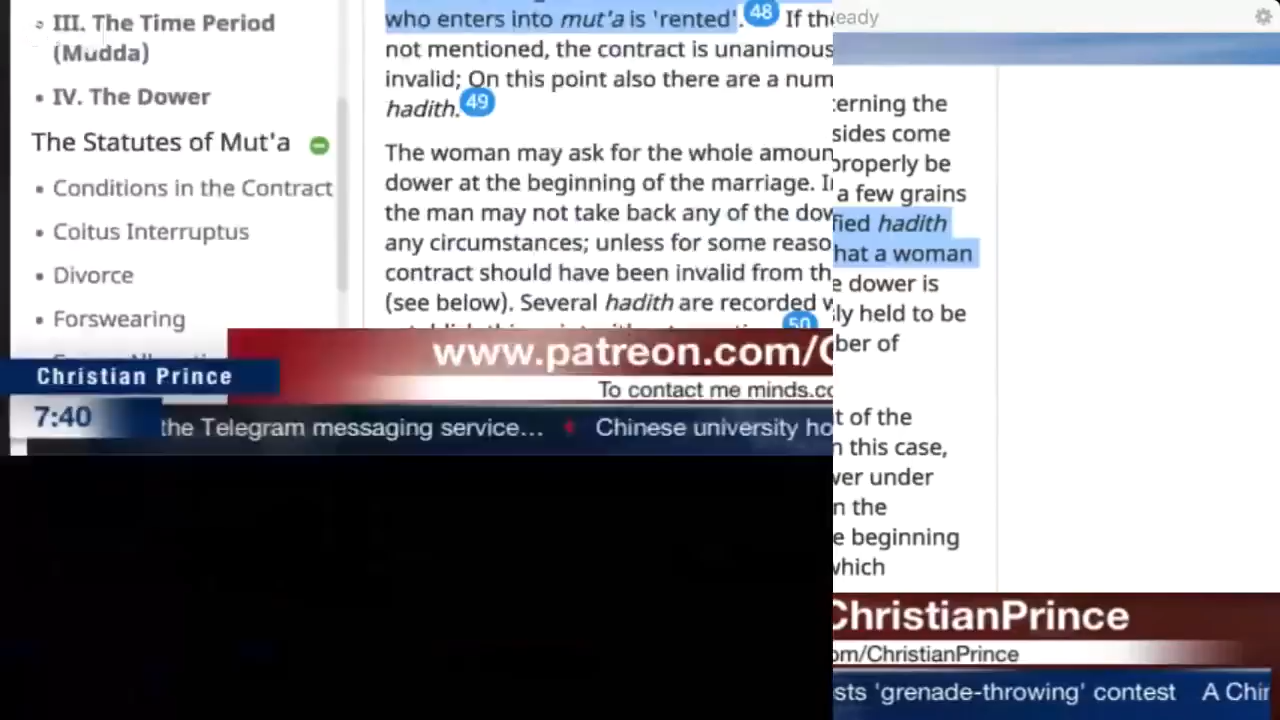 III. The Time Period
(Mudda)
IV. The Dower
The Statutes of Mut'a
Conditions in the Contract
Coitus Interruptus
Divorce
Forswearing
who enters into mut'a is 'rented'. 48 If the
not mentioned, the contract is unanimous
invalid; On this point also there are a num
hadith. 49
The woman may ask for the whole amoun
dower at the beginning of the marriage. I
the man may not take back any of the dow
any circumstances; unless for some reaso
contract should have been invalid from th
(see below). Several hadith are recorded w
50
www.patreon.com/C
To contact me minds.co
Christian Prince
7:40
the Telegram messaging service... Chinese university ho
eady
erning the
sides come
properly be
a few grains
fied hadith
hat a woman
e dower is
ly held to be
ber of
t of the
n this case,
wer under
n the
e beginning
which
ChristianPrince
om/ChristianPrince
sts 'grenade-throwing' contest A Chir